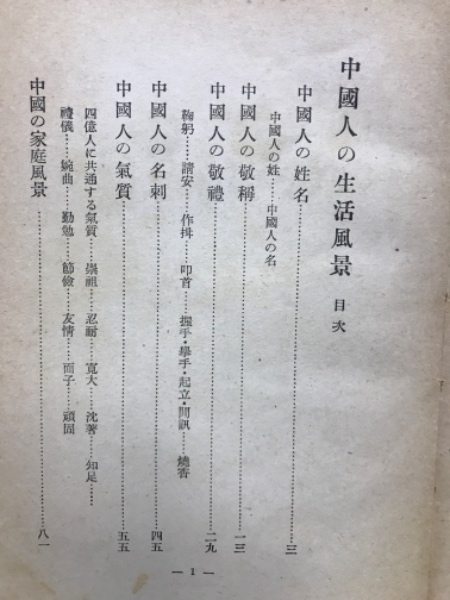 中國人の生活風景 目次
中國人の姓名……三
中國人の姓……中國人の名
中國人の敬稱……一三
中國人の敬禮……二九
鞠躬……請安……作揖……叩首……握手・擧手・起立・問訊……燒香
中國人の名刺……四五
中國人の氣質……五五
四億人に共通する氣質……崇祖……忍耐……寬大……沈著……知足……
禮儀……婉曲……勤勉……節儉……友情……面子……頑固
中國の家庭風景……八一
— 1 —